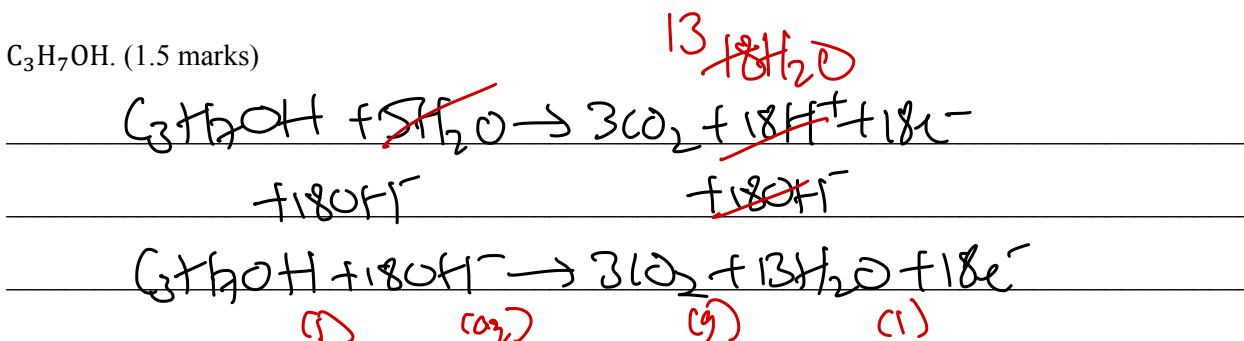 13 18H₂O
C₃H₇OH. (1.5 marks)
C₃H₇OH + 5H₂O → 3CO₂ + 18H⁺ + 18e⁻
+18OH⁻ +18OH⁻
C₃H₇OH + 18OH⁻ → 3CO₂ + 13H₂O + 18e⁻
(l) (aq) (g) (l)